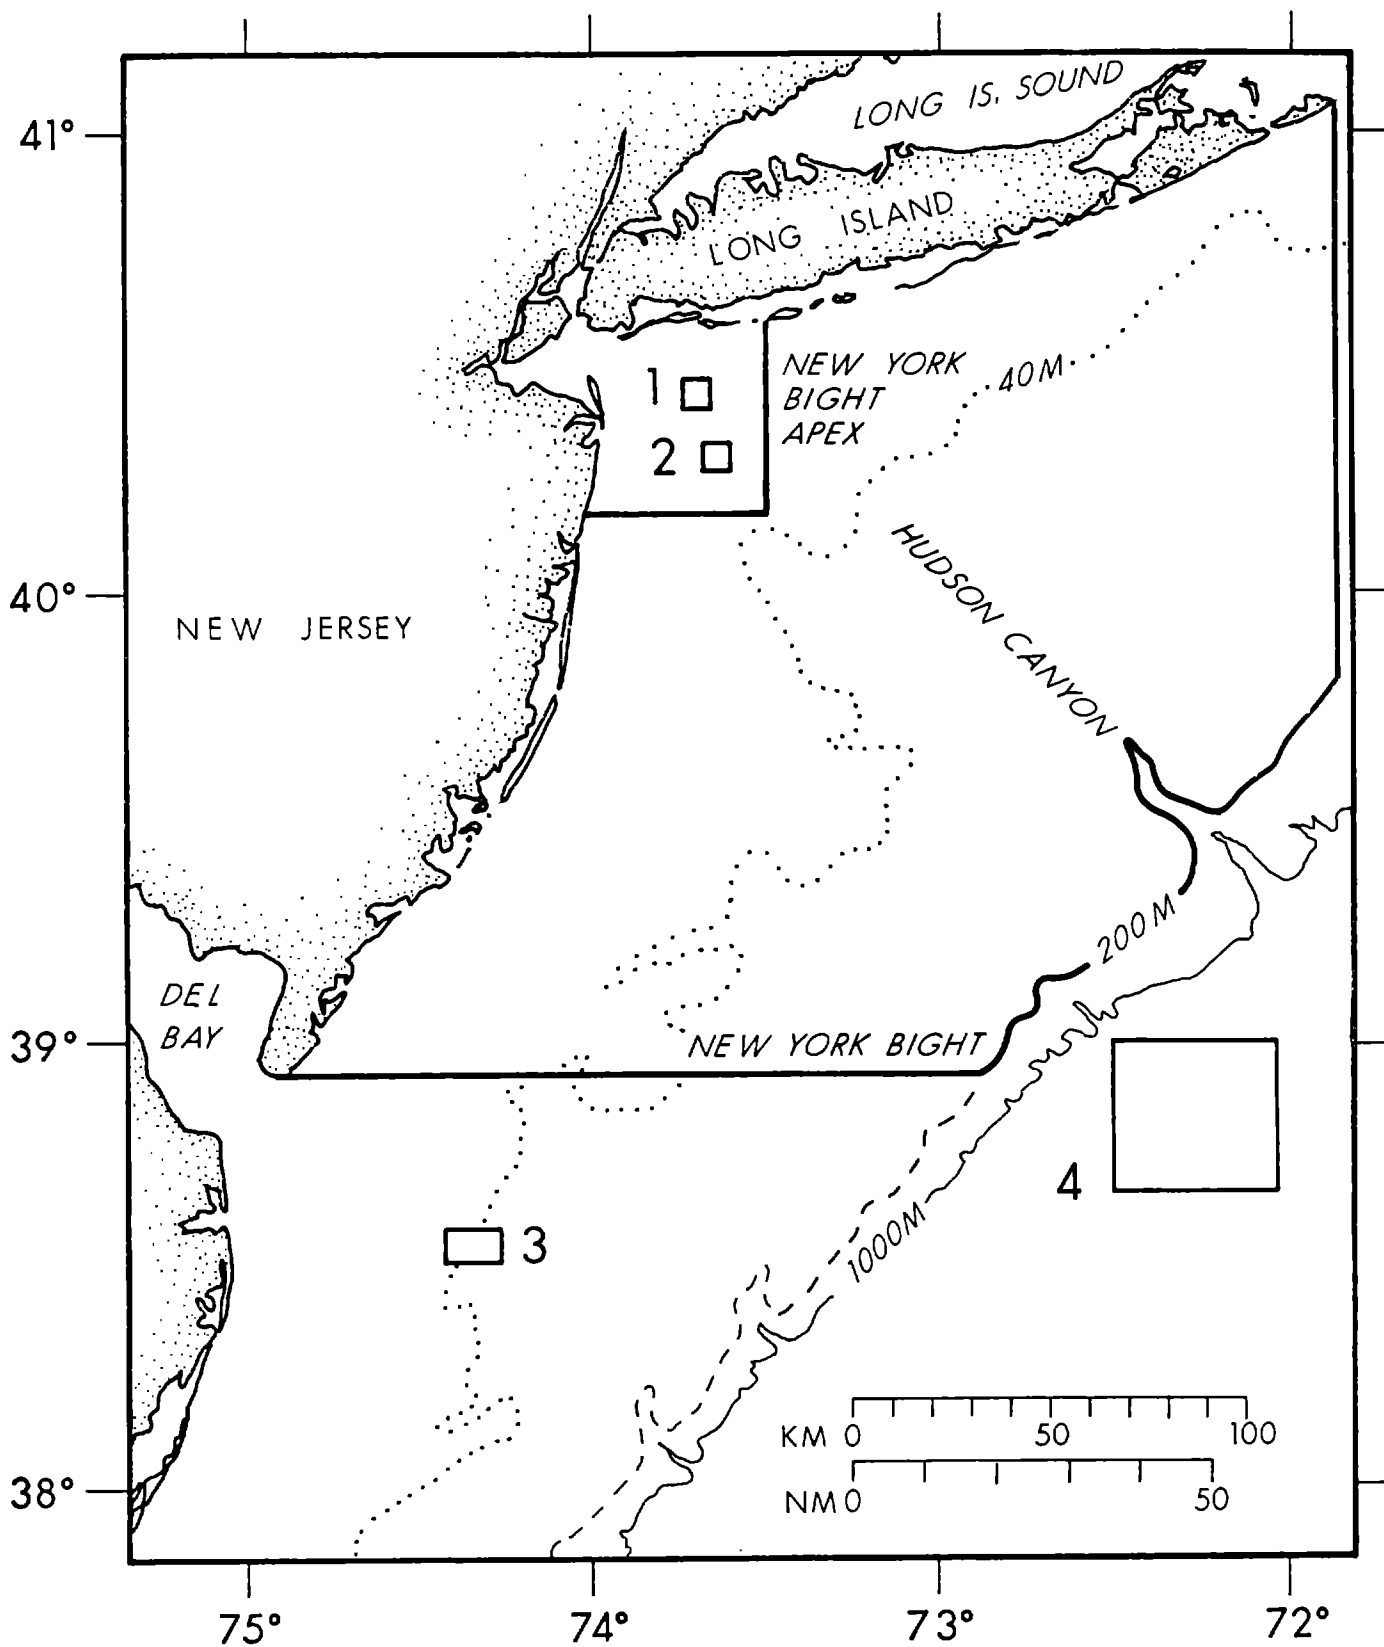 LONG IS. SOUND
41°
LONG ISLAND
NEW YORK
BIGHT
APEX
1
2
40M
HUDSON CANYON
40°
NEW JERSEY
200M
DEL
BAY
39°
NEW YORK BIGHT
4
3
1000M
KM 0 50 100
38°
NM 0 50
75° 74° 73° 72°